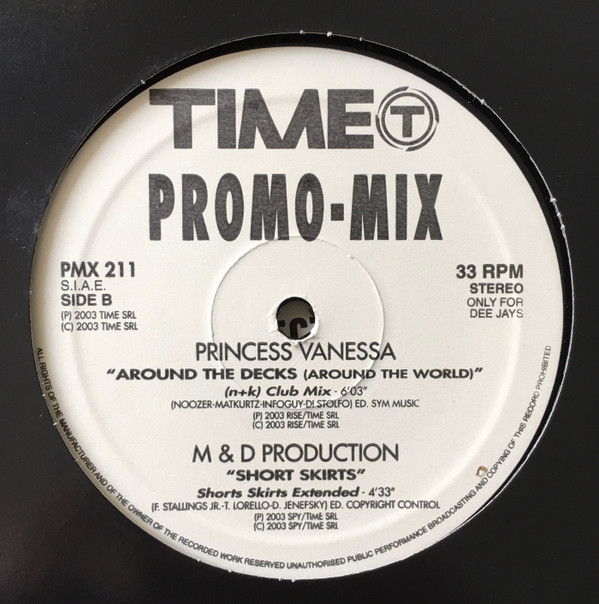 TIME T
PROMO-MIX
PMX 211
S.I.A.E.
SIDE B
(P) 2003 TIME SRL
(C) 2003 TIME SRL
33 RPM
STEREO
ONLY FOR
DEE JAYS
PRINCESS VANESSA
"AROUND THE DECKS (AROUND THE WORLD)"
(n+k) Club Mix - 6'03"
(NOOZER-MATKURTZ-INFOGUY-DI STOLFO) ED. SYM MUSIC
(P) 2003 RISE/TIME SRL
(C) 2003 RISE/TIME SRL
M & D PRODUCTION
"SHORT SKIRTS"
Shorts Skirts Extended - 4'33"
(F. STALLINGS JR.-T. LORELLO-D. JENEFSKY) ED. COPYRIGHT CONTROL
(P) 2003 SPY/TIME SRL
(C) 2003 SPY/TIME SRL
ALL RIGHTS OF THE MANUFACTURER AND OF THE OWNER OF THE RECORDED WORK RESERVED UNAUTHORISED PUBLIC PERFORMANCE BROADCASTING AND COPYING OF THIS RECORD PROHIBITED